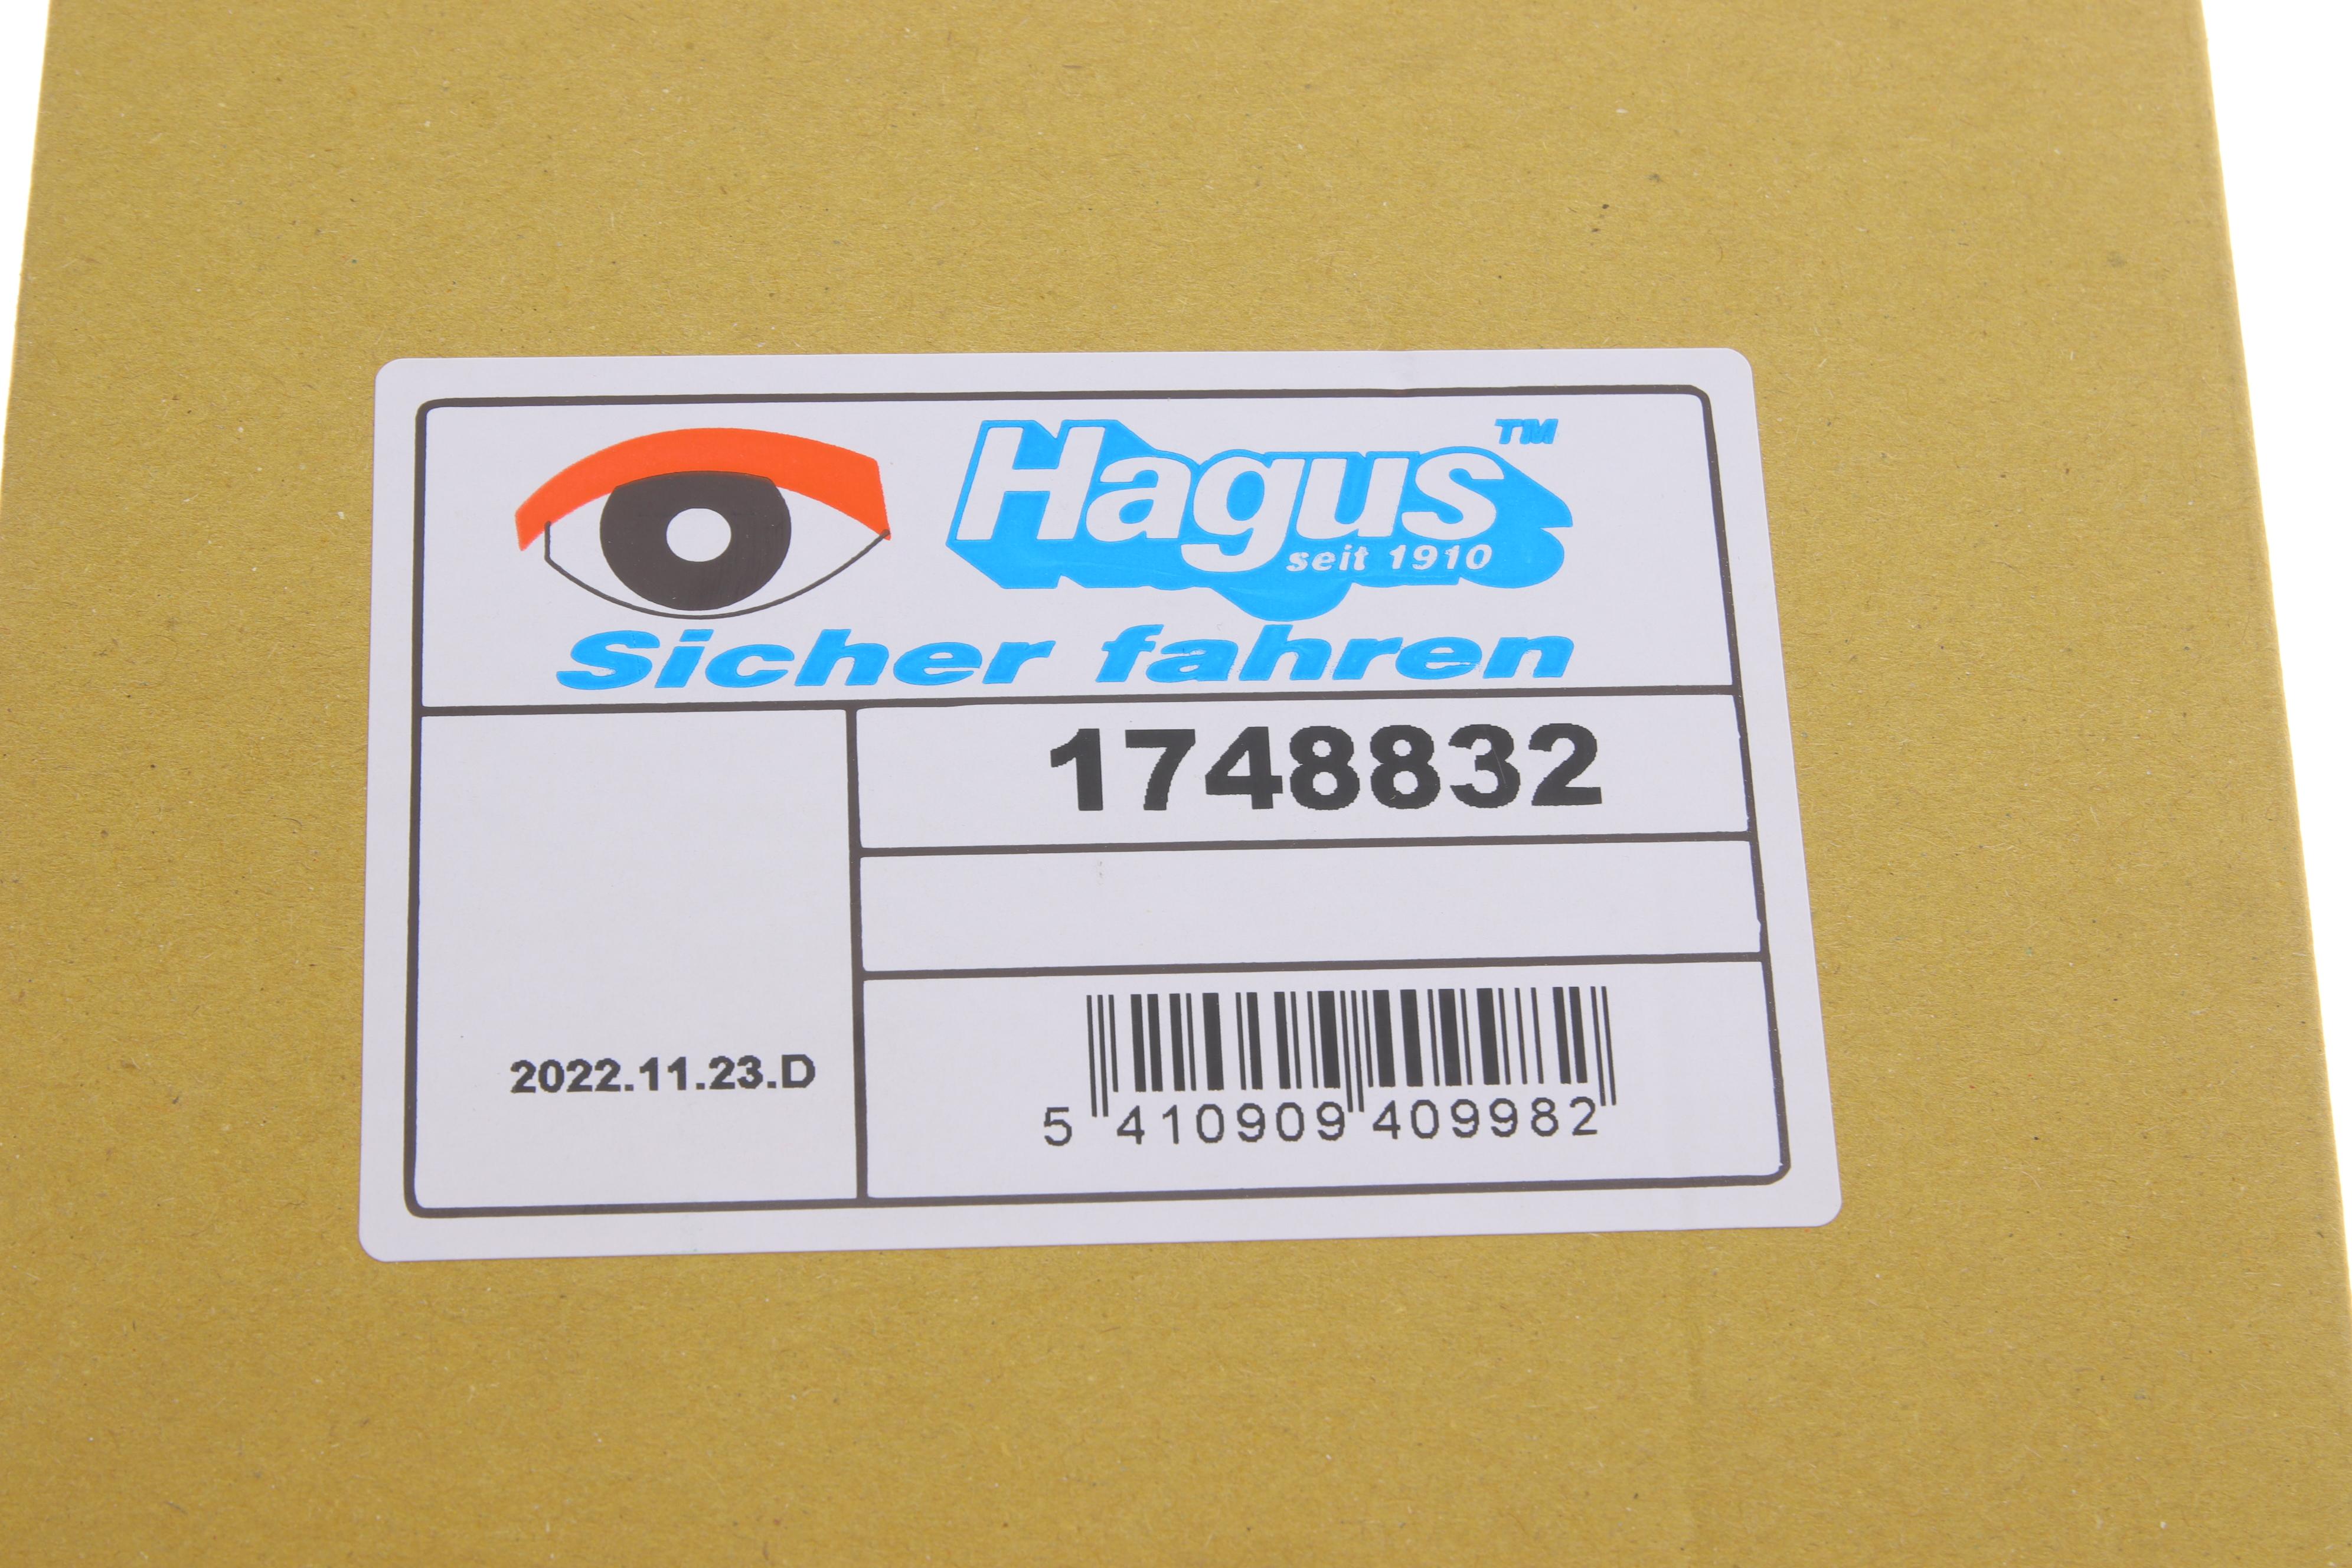 Hagus™
seit 1910
Sicher fahren
1748832
2022.11.23.D
5 410909 409982